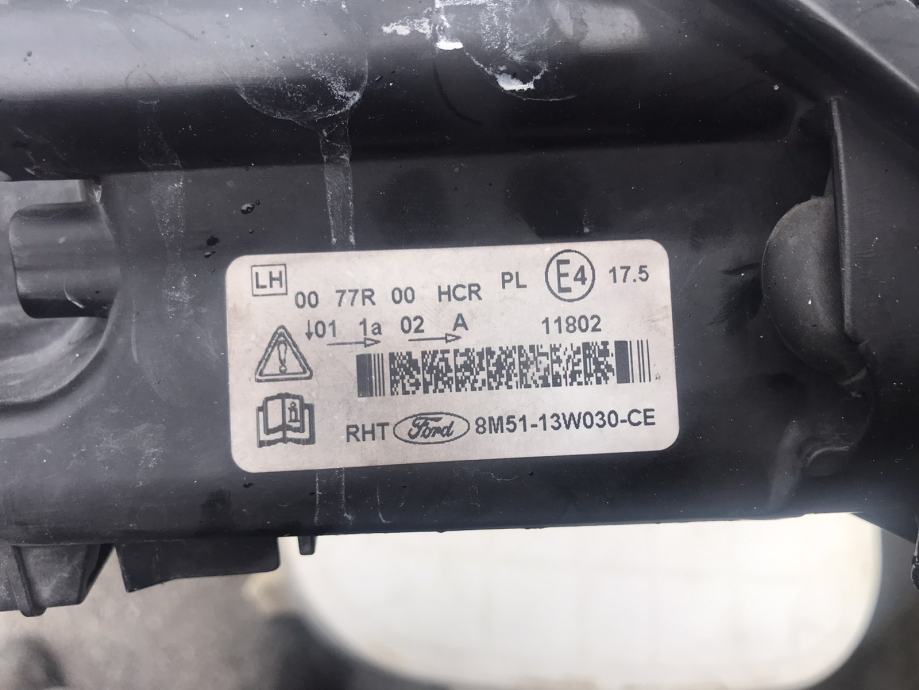 LH 00 77R 00 HCR PL E4 17.5
↓01 1a 02 A 11802
RHT Ford 8M51-13W030-CE